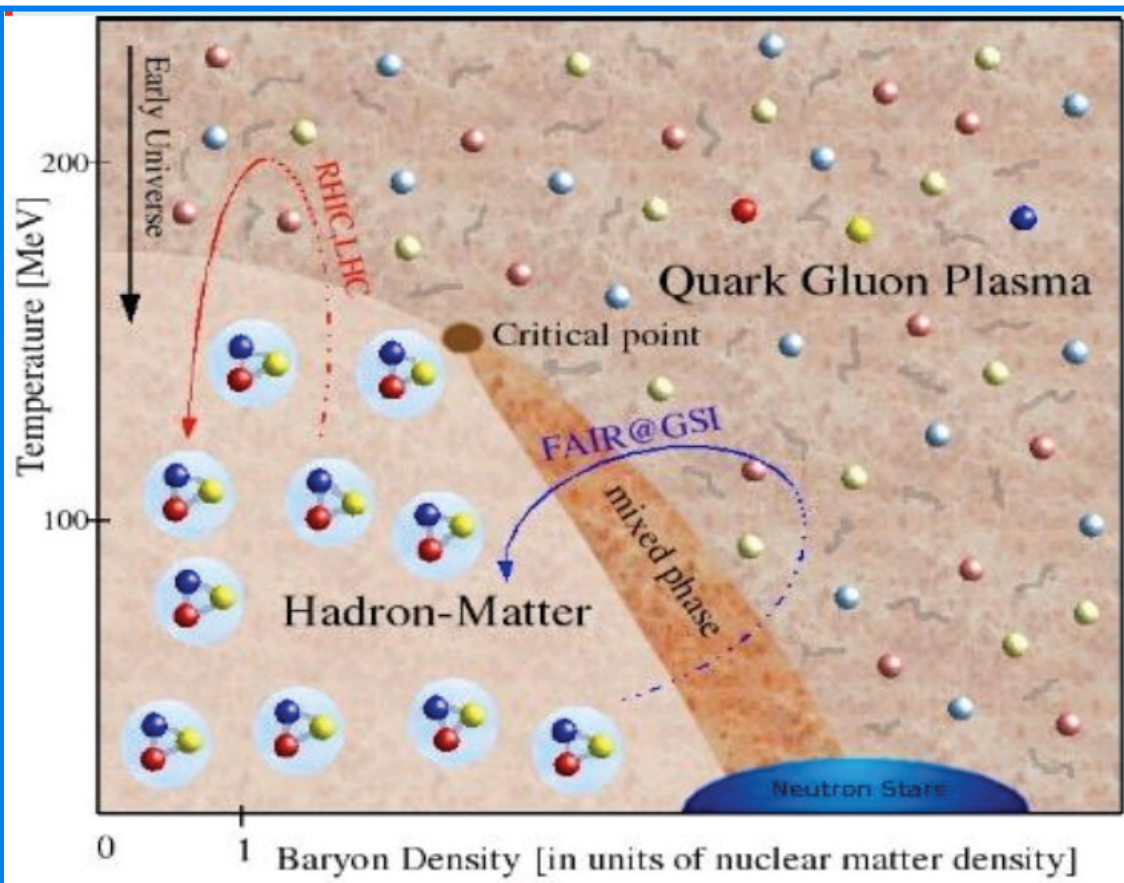 Early Universe
200
RHIC,LHC
Temperature [MeV]
Quark Gluon Plasma
Critical point
FAIR@GSI
mixed phase
100
Hadron-Matter
Neutron Stars
0
1
Baryon Density [in units of nuclear matter density]